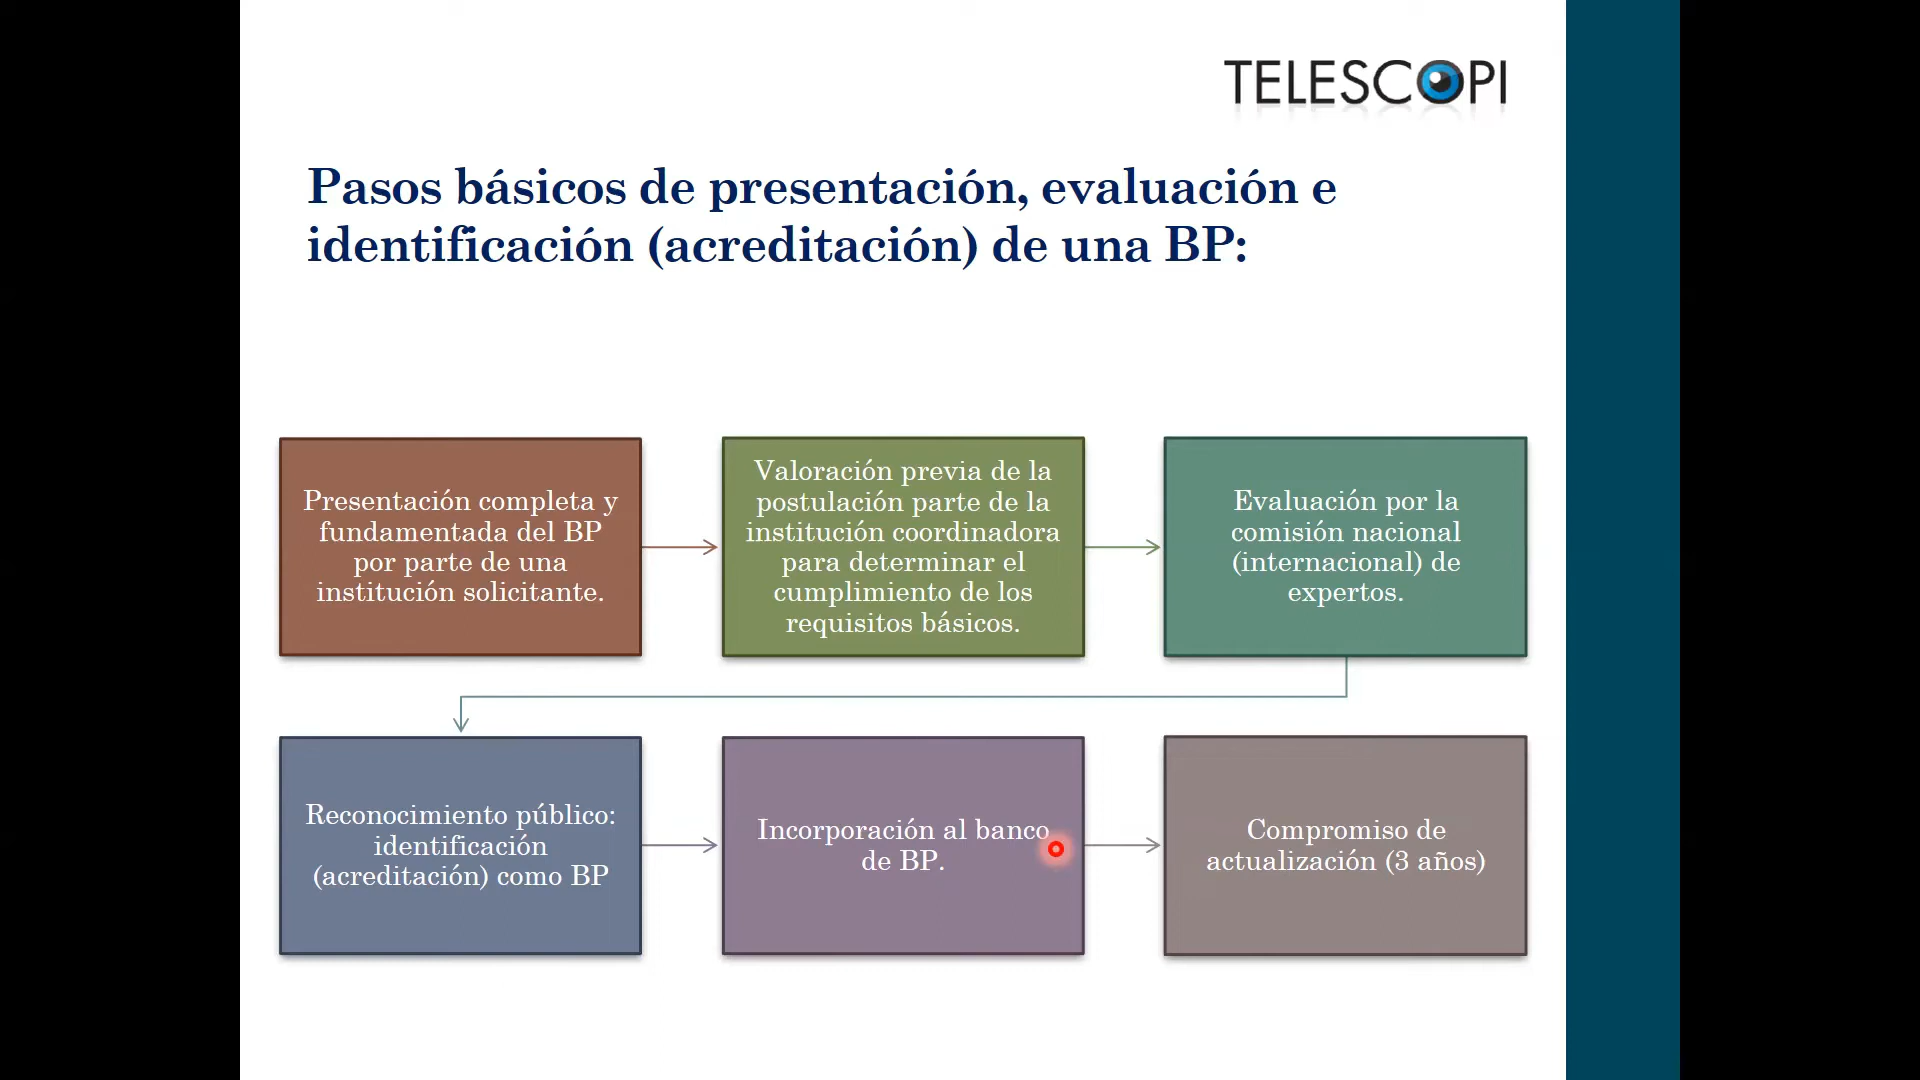 TELESCOPI
Pasos básicos de presentación, evaluación e
identificación (acreditación) de una BP:
Presentación completa y
fundamentada del BP
por parte de una
institución solicitante.
Valoración previa de la
postulación parte de la
institución coordinadora
para determinar el
cumplimiento de los
requisitos básicos.
Evaluación por la
comisión nacional
(internacional) de
expertos.
Reconocimiento público:
identificación
(acreditación) como BP
Incorporación al banco
de BP.
Compromiso de
actualización (3 años)